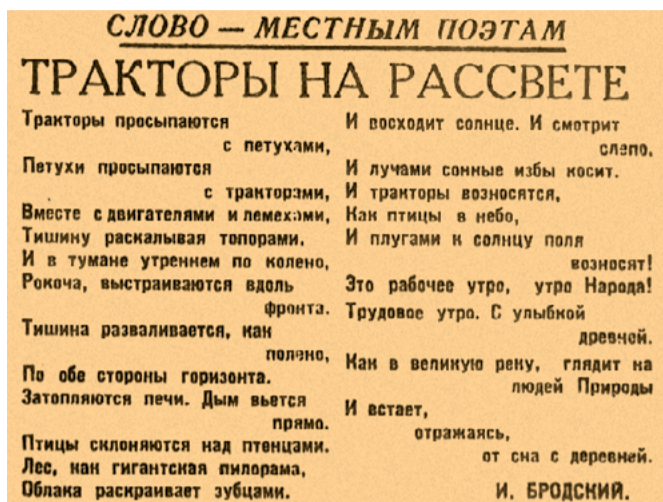 СЛОВО — МЕСТНЫМ ПОЭТАМ
ТРАКТОРЫ НА РАССВЕТЕ
Тракторы просыпаются
с петухами,
Петухи просыпаются
с тракторами,
Вместе с двигателями и лемехами,
Тишину раскалывая топорами.
И в тумане утреннем по колено,
Рокоча, выстраиваются вдоль
фронта.
Тишина разваливается, как
полено,
По обе стороны горизонта.
Затопляются печи. Дым вьется
прямо.
Птицы склоняются над птенцами.
Лес, как гигантская пилорама,
Облака раскраивает зубцами.
И восходит солнце. И смотрит
слепо,
И лучами сонные избы косит.
И тракторы возносятся,
Как птицы в небо,
И плугами к солнцу поля
возносят!
Это рабочее утро, утро Народа!
Трудовое утро. С улыбкой
древней.
Как в великую реку, глядит на
людей Природы
И встает,
отражаясь,
от сна с деревней.
И. БРОДСКИЙ.